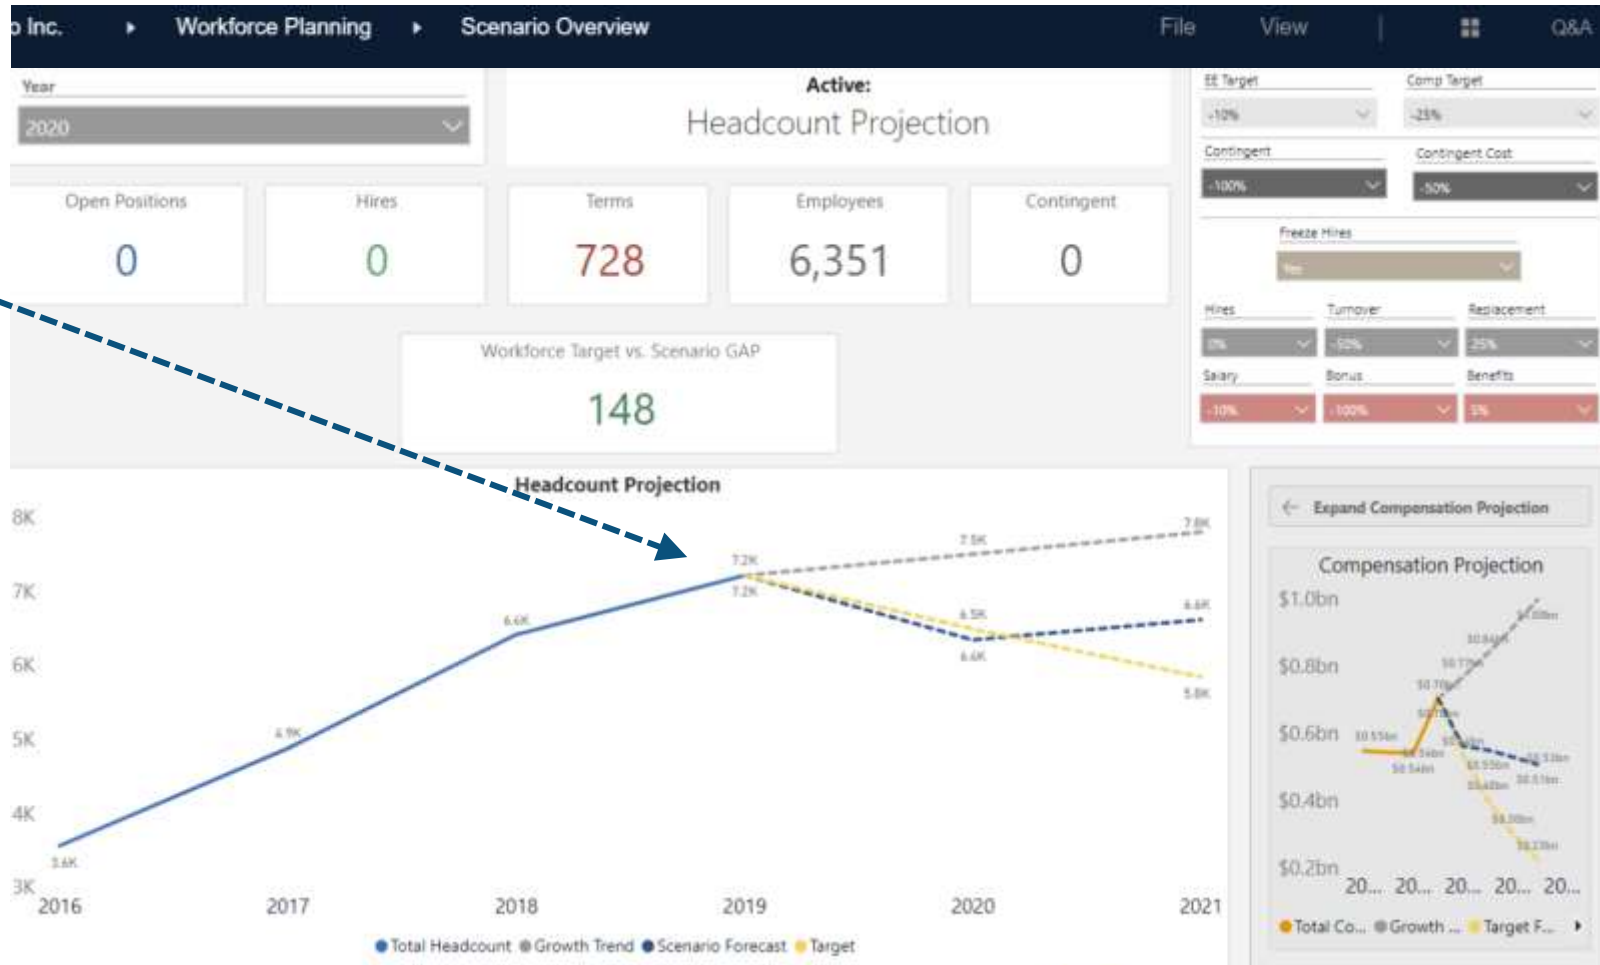 o Inc. ▸ Workforce Planning ▸ Scenario Overview File View | Q&A
Year
2020
Active:
Headcount Projection
EE Target Comp Target
-10% -25%
Contingent Contingent Cost
-100% -50%
Freeze Hires
Yes
Hires Turnover Replacement
0% -50% 25%
Salary Bonus Benefits
-10% -100% 5%
Open Positions Hires Terms Employees Contingent
0 0 728 6,351 0
Workforce Target vs. Scenario GAP
148
Headcount Projection
8K
7K
6K
5K
4K
3K
3.6K
4.9K
6.4K
7.2K
7.2K
7.5K
6.5K
6.4K
7.8K
6.6K
5.8K
2016 2017 2018 2019 2020 2021
Total Headcount Growth Trend Scenario Forecast Target
Expand Compensation Projection
Compensation Projection
$1.0bn
$0.8bn
$0.6bn
$0.4bn
$0.2bn
20... 20... 20... 20... 20...
Total Co... Growth ... Target F...